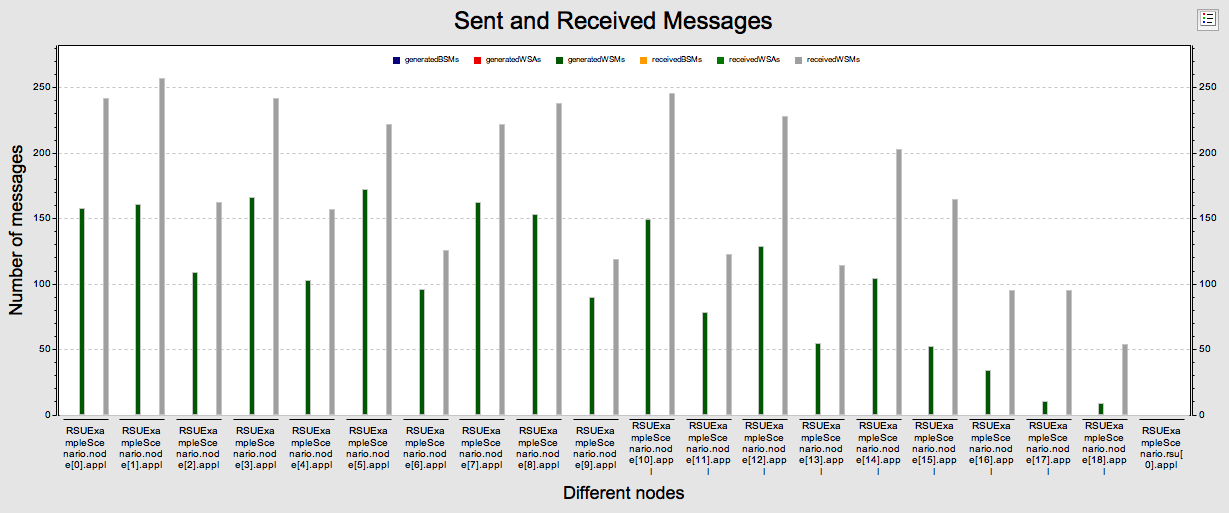 Sent and Received Messages
generatedBSMs generatedWSAs generatedWSMs receivedBSMs receivedWSAs receivedWSMs
Number of messages
250 250
200 200
150 150
100 100
50 50
0 0
RSUExa RSUExa RSUExa RSUExa RSUExa RSUExa RSUExa RSUExa RSUExa RSUExa RSUExa RSUExa RSUExa RSUExa RSUExa RSUExa RSUExa RSUExa RSUExa RSUExa
mpleSce mpleSce mpleSce mpleSce mpleSce mpleSce mpleSce mpleSce mpleSce mpleSce mpleSce mpleSce mpleSce mpleSce mpleSce mpleSce mpleSce mpleSce mpleSce mpleSce
nario.nod nario.nod nario.nod nario.nod nario.nod nario.nod nario.nod nario.nod nario.nod nario.nod nario.nod nario.nod nario.nod nario.nod nario.nod nario.nod nario.nod nario.nod nario.nod nario.rsu[
e[0].appl e[1].appl e[2].appl e[3].appl e[4].appl e[5].appl e[6].appl e[7].appl e[8].appl e[9].appl e[10].app e[11].app e[12].app e[13].app e[14].app e[15].app e[16].app e[17].app e[18].app 0].appl
l l l l l l l l l
Different nodes